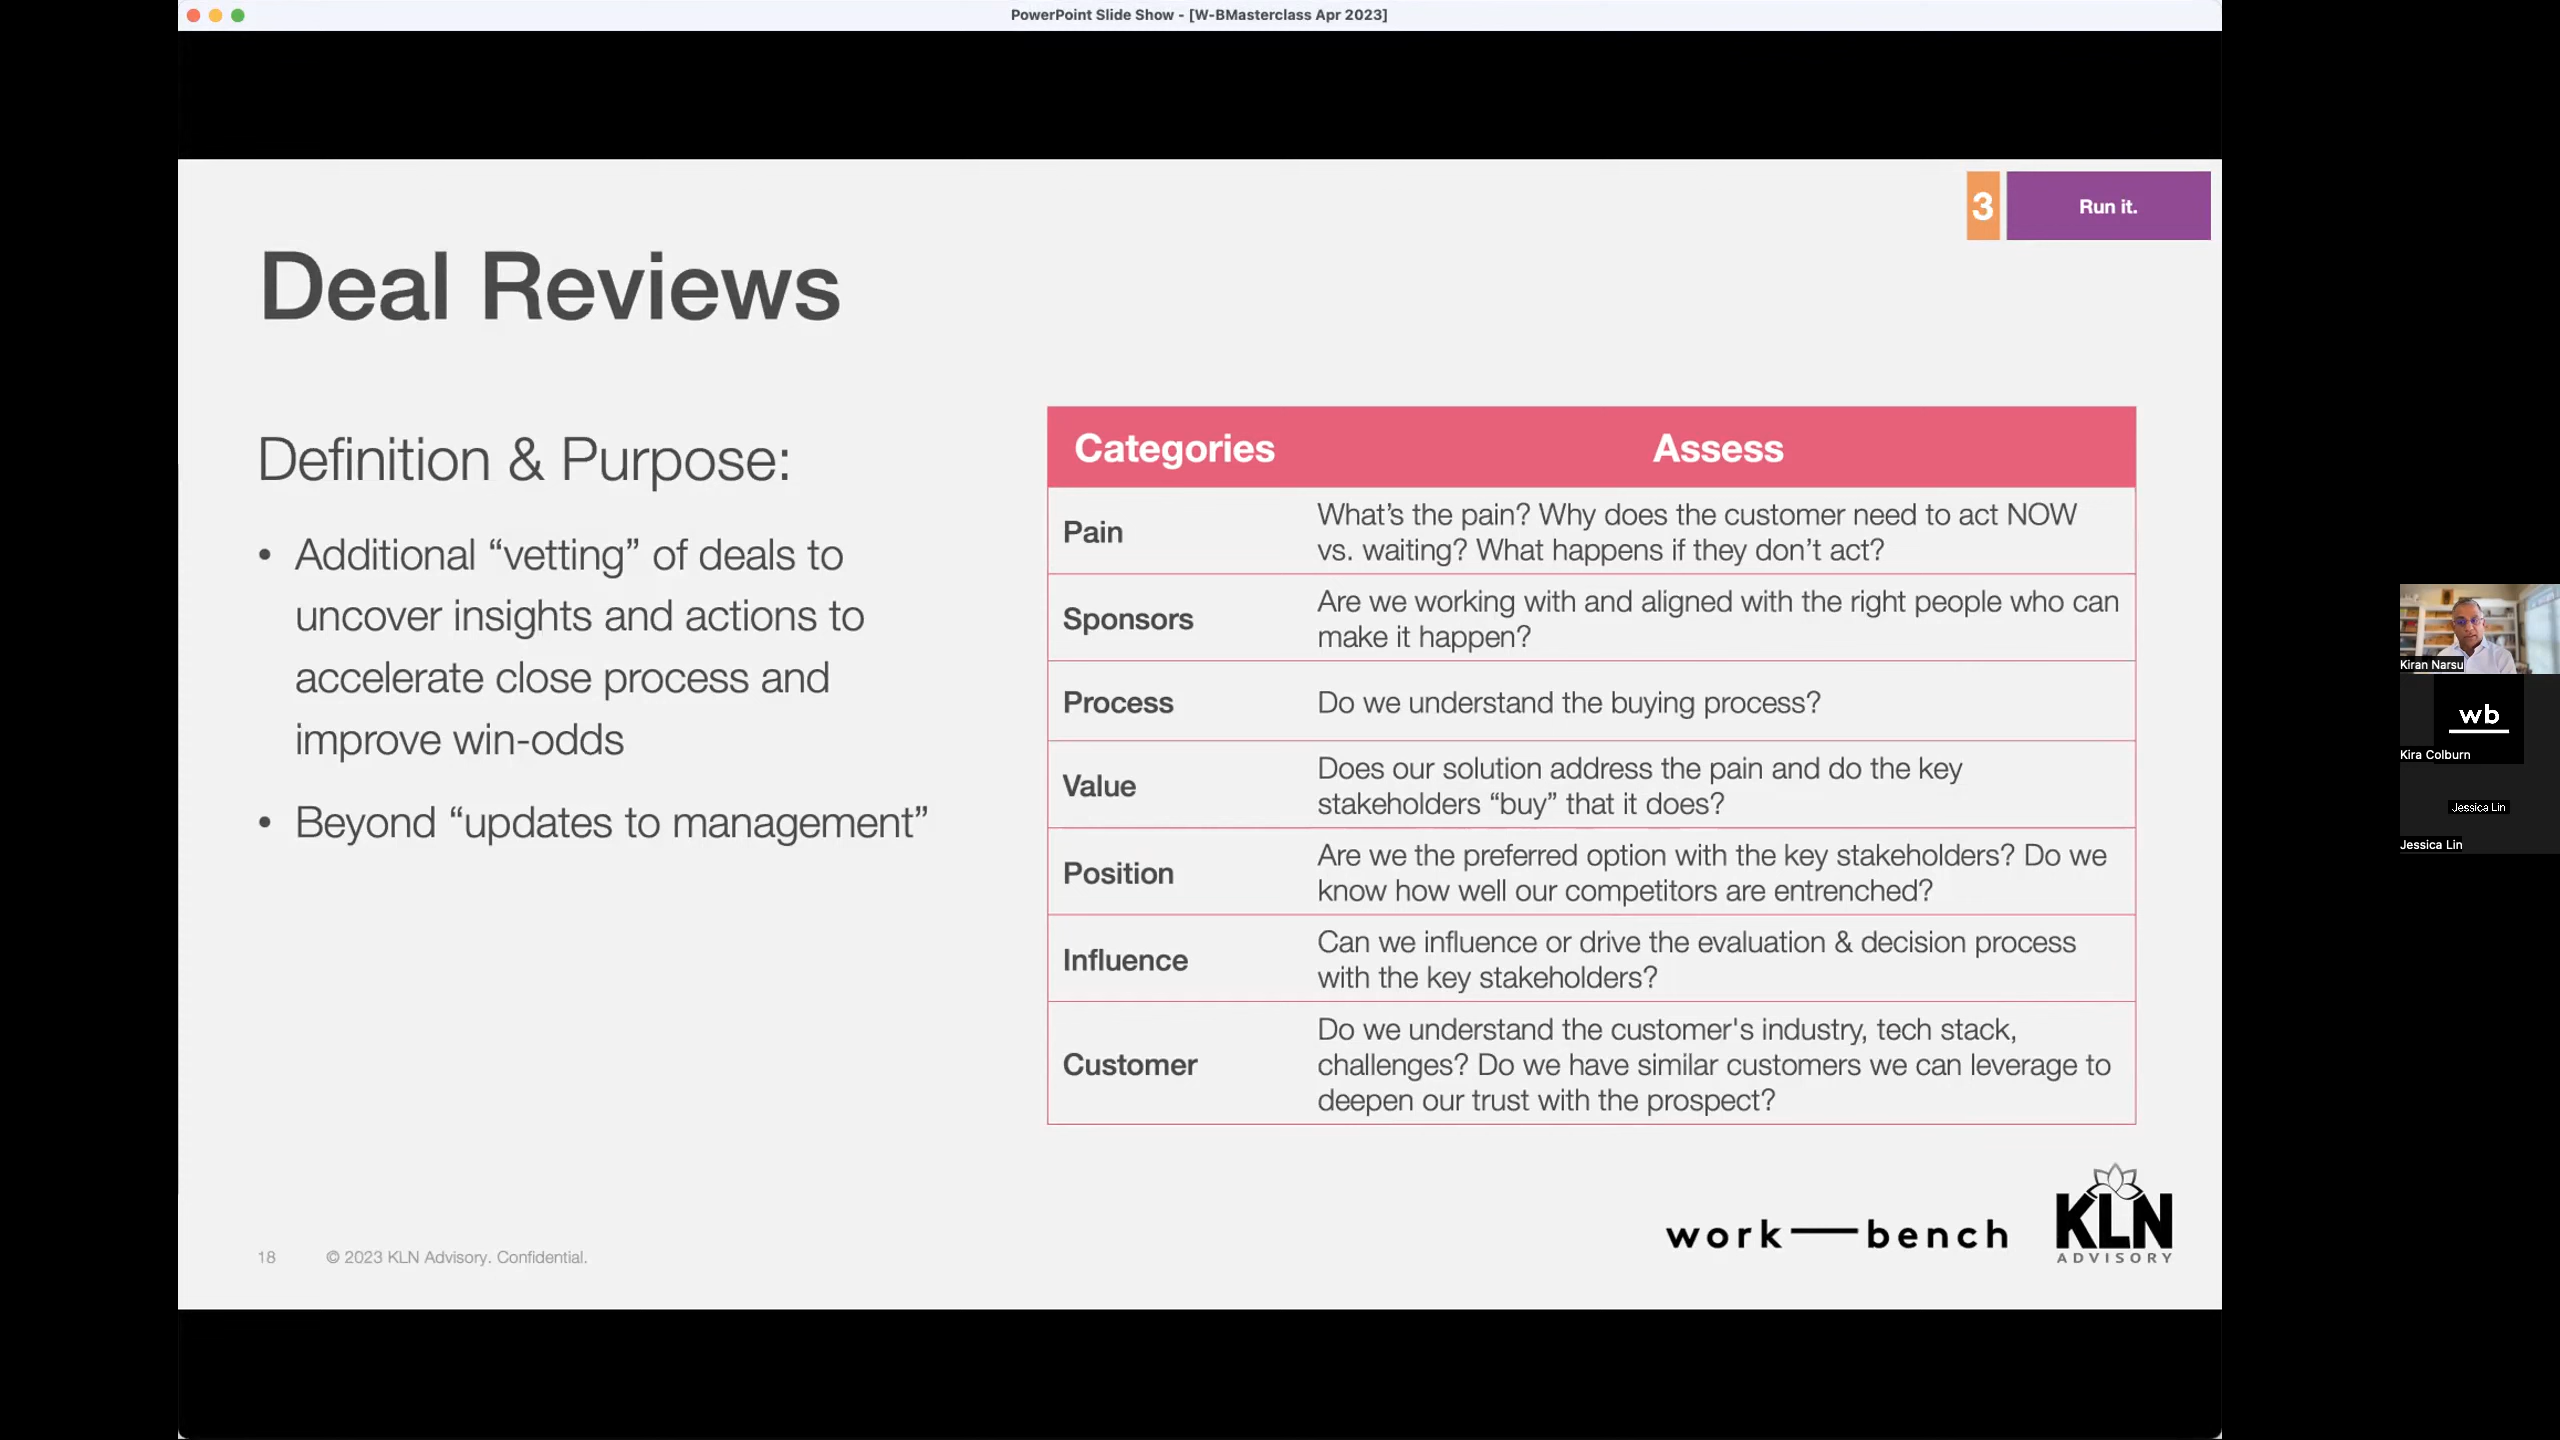 PowerPoint Slide Show - [W-BMasterclass Apr 2023]
3
Run it.
Deal Reviews
Definition & Purpose:
• Additional “vetting” of deals to
uncover insights and actions to
accelerate close process and
improve win-odds
• Beyond “updates to management”
Categories Assess
Pain
What’s the pain? Why does the customer need to act NOW
vs. waiting? What happens if they don’t act?
Sponsors
Are we working with and aligned with the right people who can
make it happen?
Process
Do we understand the buying process?
Value
Does our solution address the pain and do the key
stakeholders “buy” that it does?
Position
Are we the preferred option with the key stakeholders? Do we
know how well our competitors are entrenched?
Influence
Can we influence or drive the evaluation & decision process
with the key stakeholders?
Customer
Do we understand the customer's industry, tech stack,
challenges? Do we have similar customers we can leverage to
deepen our trust with the prospect?
18
© 2023 KLN Advisory. Confidential.
work—bench
KLN
ADVISORY
Kiran Narsu
wb
Kira Colburn
Jessica Lin
Jessica Lin